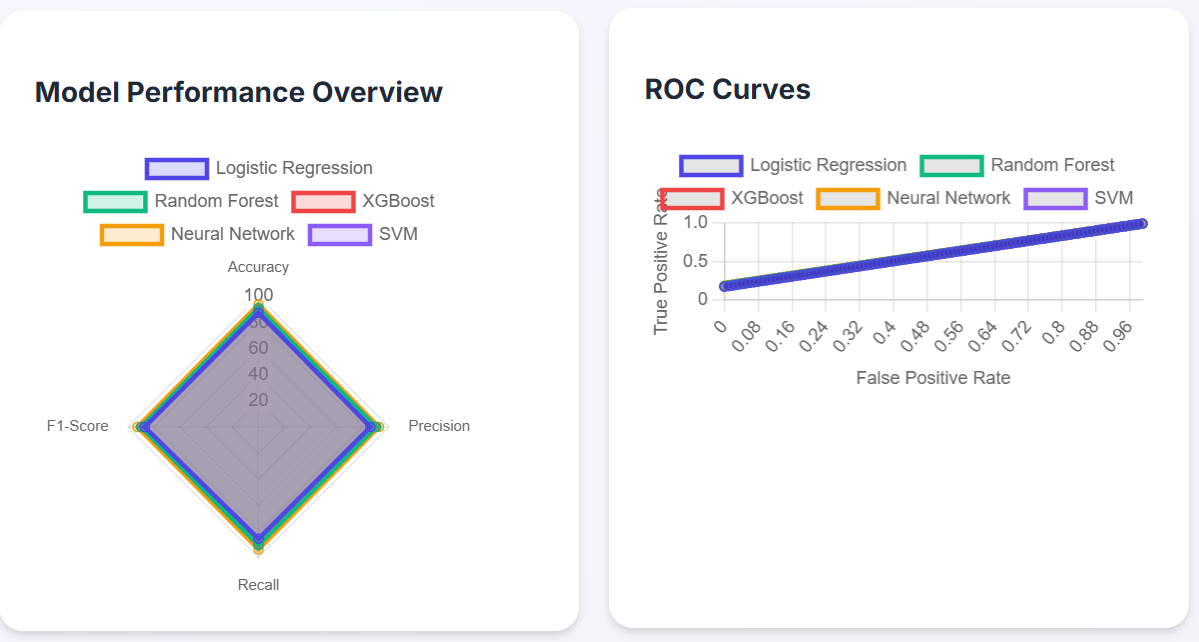 Model Performance Overview
Logistic Regression
Random Forest XGBoost
Neural Network SVM
Accuracy
100
80
60
40
20
F1-Score
Precision
Recall
ROC Curves
Logistic Regression Random Forest
XGBoost Neural Network SVM
True Positive Rate
1.0
0.5
0
0 0.08 0.16 0.24 0.32 0.4 0.48 0.56 0.64 0.72 0.8 0.88 0.96
False Positive Rate